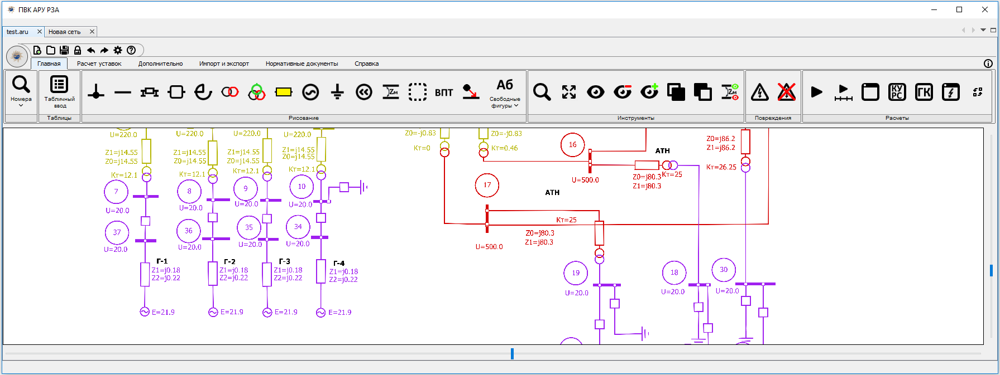 ПВК АРУ РЗА
test.aru
Новая сеть
Главная
Расчет уставок
Дополнительно
Импорт и экспорт
Нормативные документы
Справка
Номера
Табличный
ввод
Zм
ВПТ
Аб
Свободные
фигуры
Zм
КУ
РС
ГК
Таблицы
Рисование
Инструменты
Повреждения
Расчеты
U=220.0
U=220.0
U=220.0
U=220.0
Z0=-j0.83
Z0=-j0.83
Z1=j14.55
Z0=j14.55
Z1=j14.55
Z0=j14.55
Z1=j14.55
Z0=j14.55
Z1=j14.55
Z0=j14.55
Кт=0
Кт=0.46
16
АТН
Z0=j86.2
Z1=j86.2
Кт=12.1
Кт=12.1
Кт=12.1
Кт=12.1
U=500.0
Z0=j80.3
Z1=j80.3
Кт=25
Кт=26.25
7
8
9
10
17
АТН
U=20.0
U=20.0
U=20.0
U=20.0
Кт=25
37
36
35
34
Z0=j80.3
Z1=j80.3
U=20.0
U=20.0
U=20.0
U=20.0
U=500.0
Г-1
Z1=j0.18
Z2=j0.22
Г-2
Z1=j0.18
Z2=j0.22
Г-3
Z1=j0.18
Z2=j0.22
Г-4
Z1=j0.18
Z2=j0.22
19
18
30
U=20.0
U=20.0
U=20.0
E=21.9
E=21.9
E=21.9
E=21.9